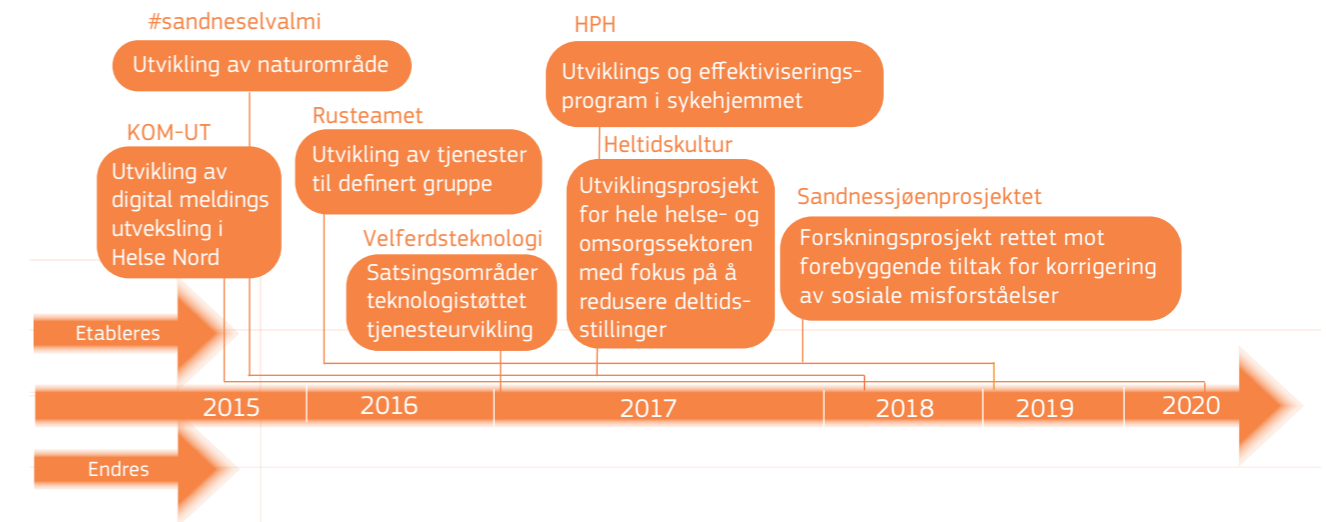 #sandneselvalmi
Utvikling av naturområde
KOM-UT
Utvikling av
digital meldings
utveksling i
Helse Nord
Rusteamet
Utvikling av tjenester
til definert gruppe
Velferdsteknologi
Satsingsområder
teknologistøttet
tjenesteurvikling
HPH
Utviklings og effektiviserings-
program i sykehjemmet
Heltidskultur
Utviklingsprosjekt
for hele helse- og
omsorgssektoren
med fokus på å
redusere deltids-
stillinger
Sandnessjøenprosjektet
Forskningsprosjekt rettet mot
forebyggende tiltak for korrigering
av sosiale misforståelser
Etableres
2015 2016 2017 2018 2019 2020
Endres